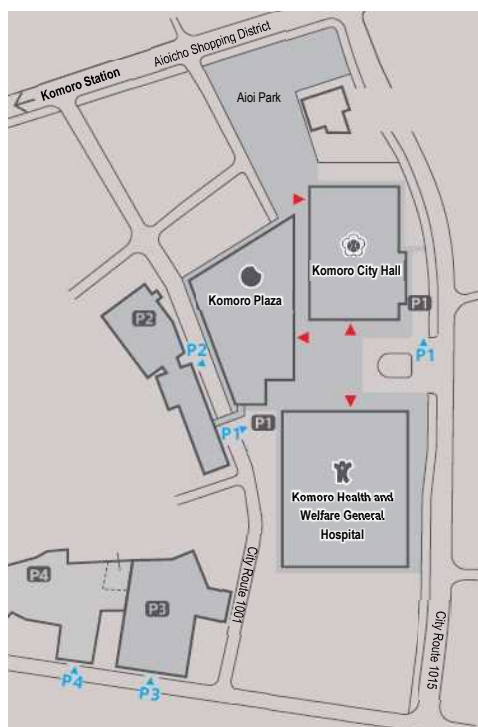 Aioicho Shopping District
Komoro Station
Aioi Park
Komoro City Hall
Komoro Plaza
P1
P2
P2
P1
P1
P1
Komoro Health and
Welfare General
Hospital
City Route 1001
P4
P3
City Route 1015
P4
P3